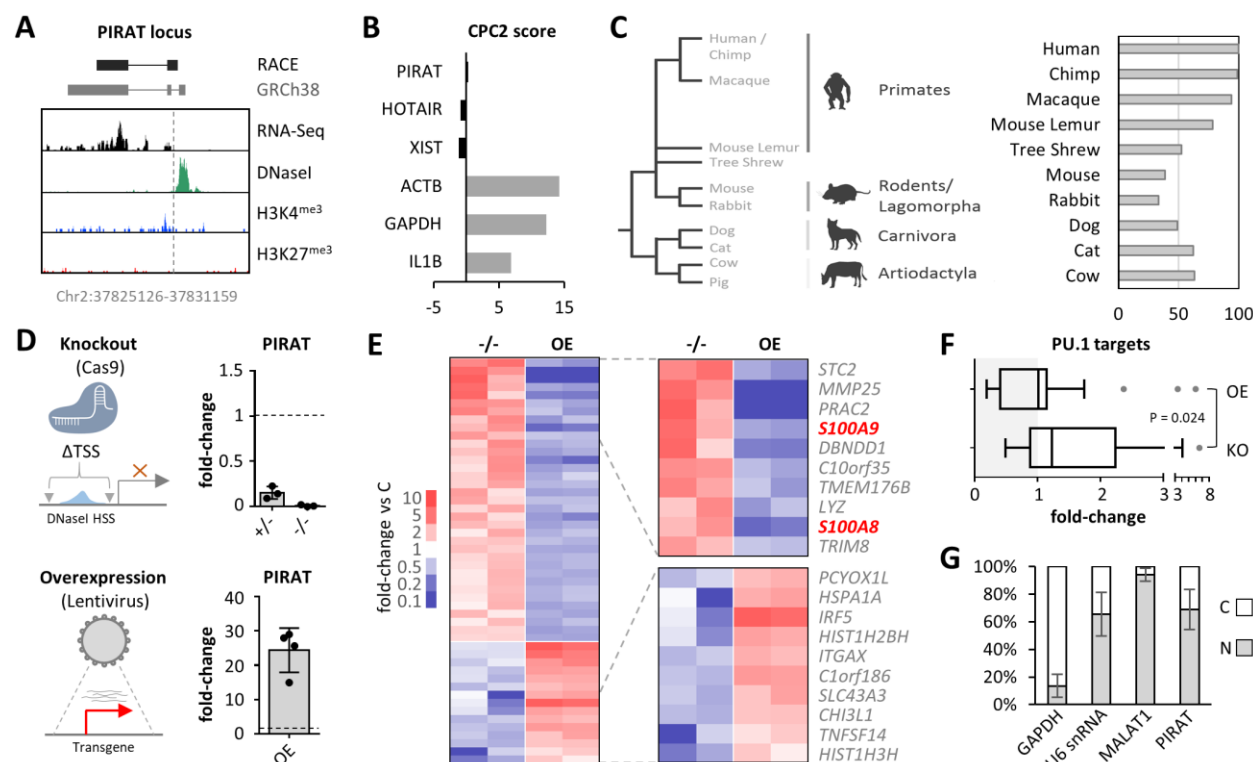 A
PIRAT locus
RACE
GRCh38
RNA-Seq
DNaseI
H3K4me3
H3K27me3
Chr2:37825126-37831159
B
CPC2 score
PIRAT
HOTAIR
XIST
ACTB
GAPDH
IL1B
-5
5
15
C
Human /
Chimp
Macaque
Mouse Lemur
Tree Shrew
Mouse
Rabbit
Dog
Cat
Cow
Pig
Primates
Rodents/
Lagomorpha
Carnivora
Artiodactyla
Human
Chimp
Macaque
Mouse Lemur
Tree Shrew
Mouse
Rabbit
Dog
Cat
Cow
0
50
100
D
Knockout
(Cas9)
ΔTSS
DNaseI HSS
PIRAT
fold-change
1.5
1
0.5
0
+/-
-/-
Overexpression
(Lentivirus)
Transgene
PIRAT
fold-change
40
30
20
10
0
OE
E
-/-
OE
fold-change vs C
10
5
2
1
0.5
0.2
0.1
-/-
OE
STC2
MMP25
PRAC2
S100A9
DBNDD1
C10orf35
TMEM176B
LYZ
S100A8
TRIM8
PCYOX1L
HSPA1A
IRF5
HIST1H2BH
ITGAX
C1orf186
SLC43A3
CHI3L1
TNFSF14
HIST1H3H
F
PU.1 targets
OE
P = 0.024
KO
0
1
2
3
3
8
fold-change
G
100%
80%
60%
40%
20%
0%
GAPDH
U6 snRNA
MALAT1
PIRAT
C
N